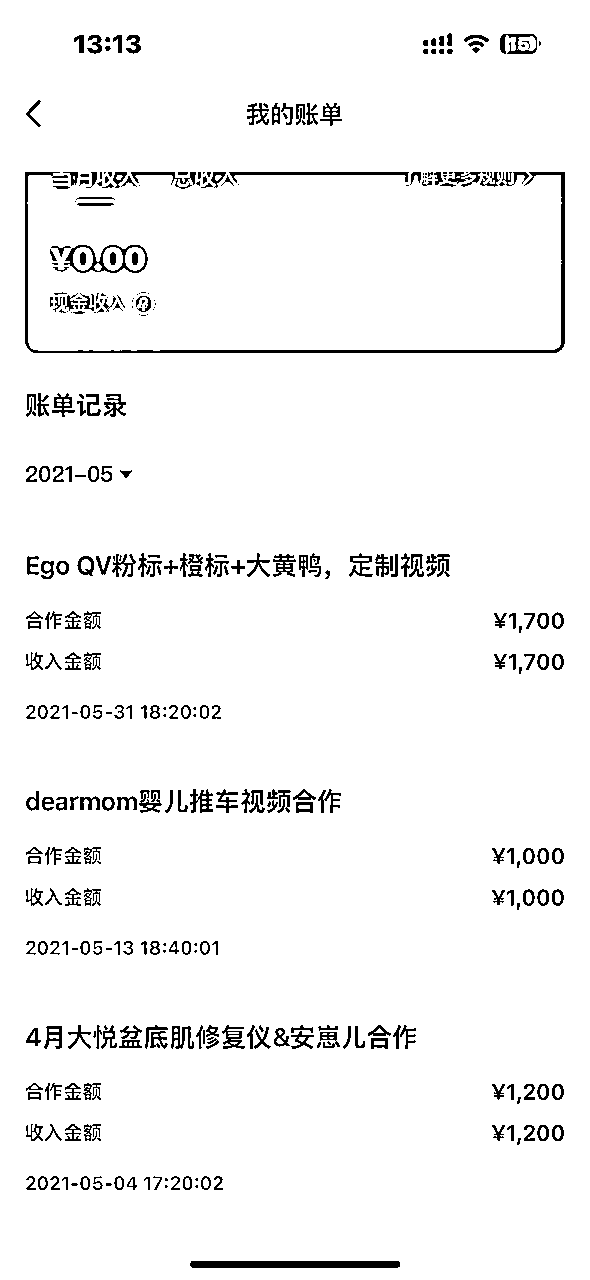 13:13
我的账单
当月收入 总收入 了解更多规则
¥0.00
现金收入
账单记录
2021-05
Ego QV粉标+橙标+大黄鸭，定制视频
合作金额 ¥1,700
收入金额 ¥1,700
2021-05-31 18:20:02
dearmom婴儿推车视频合作
合作金额 ¥1,000
收入金额 ¥1,000
2021-05-13 18:40:01
4月大悦盆底肌修复仪&安崽儿合作
合作金额 ¥1,200
收入金额 ¥1,200
2021-05-04 17:20:02